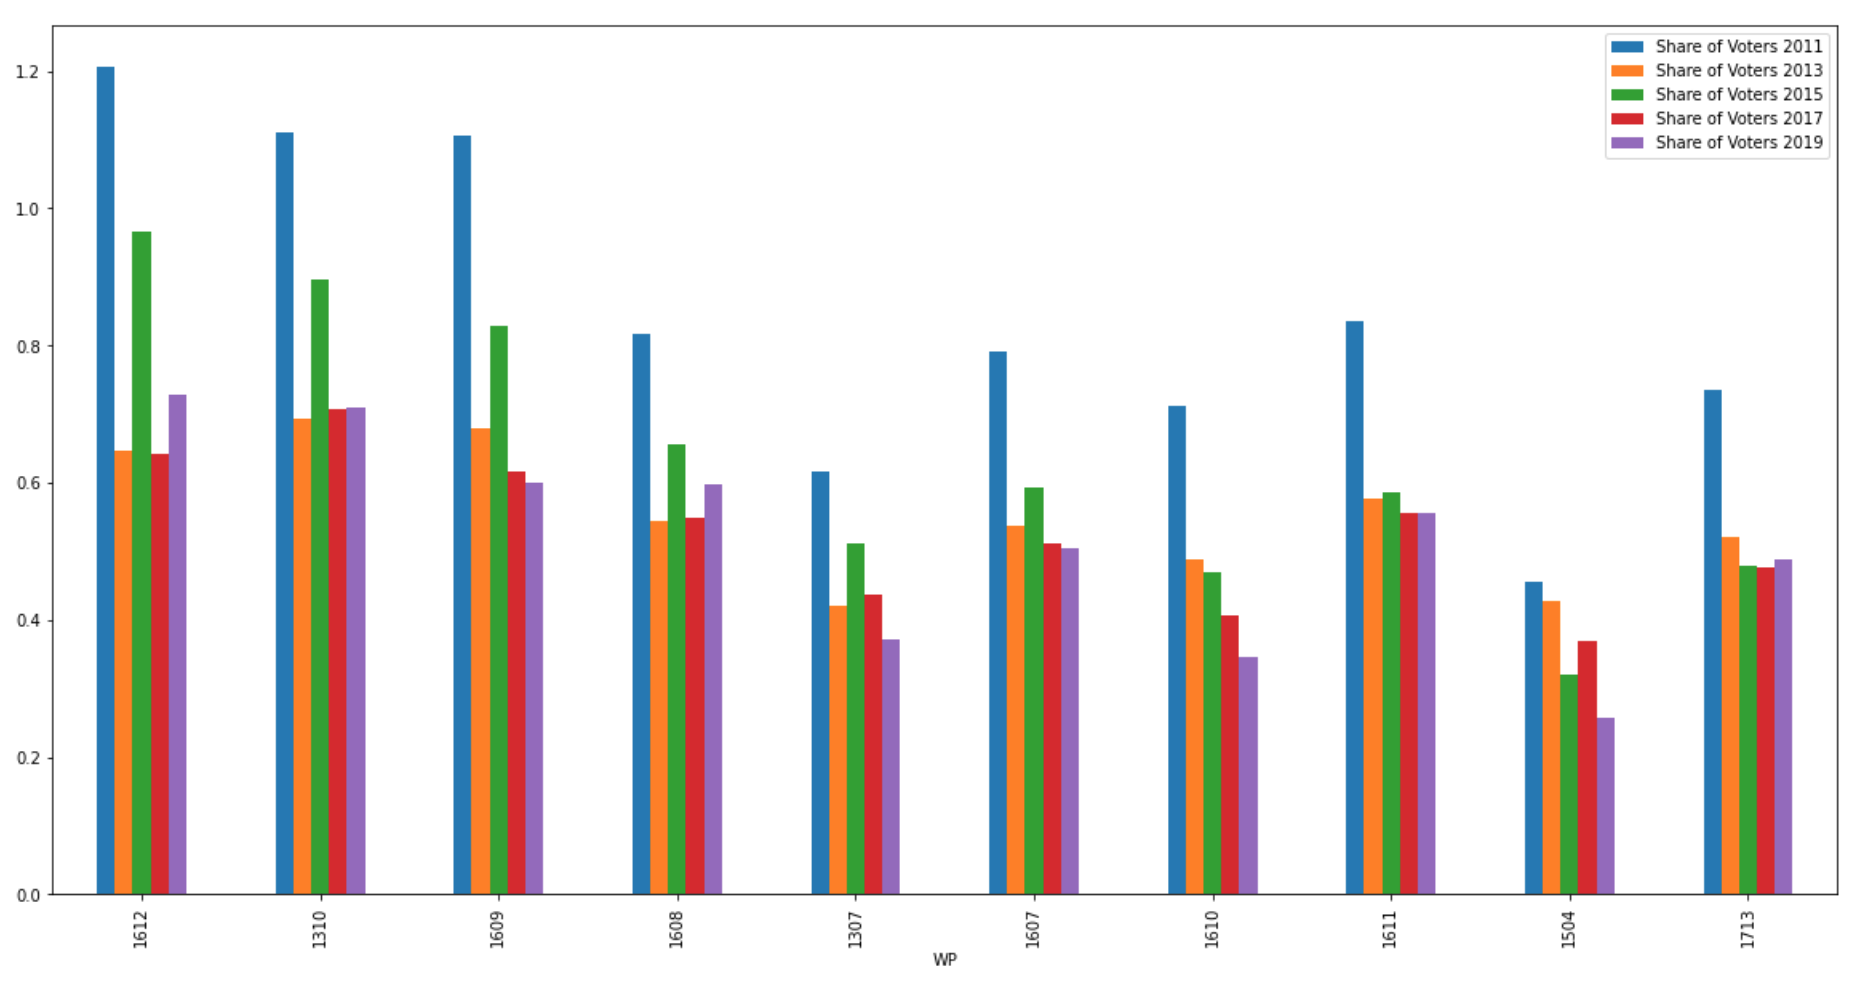 Share of Voters 2011
Share of Voters 2013
Share of Voters 2015
Share of Voters 2017
Share of Voters 2019
1.2
1.0
0.8
0.6
0.4
0.2
0.0
1612 1310 1609 1608 1307 1607 1610 1611 1504 1713
WP